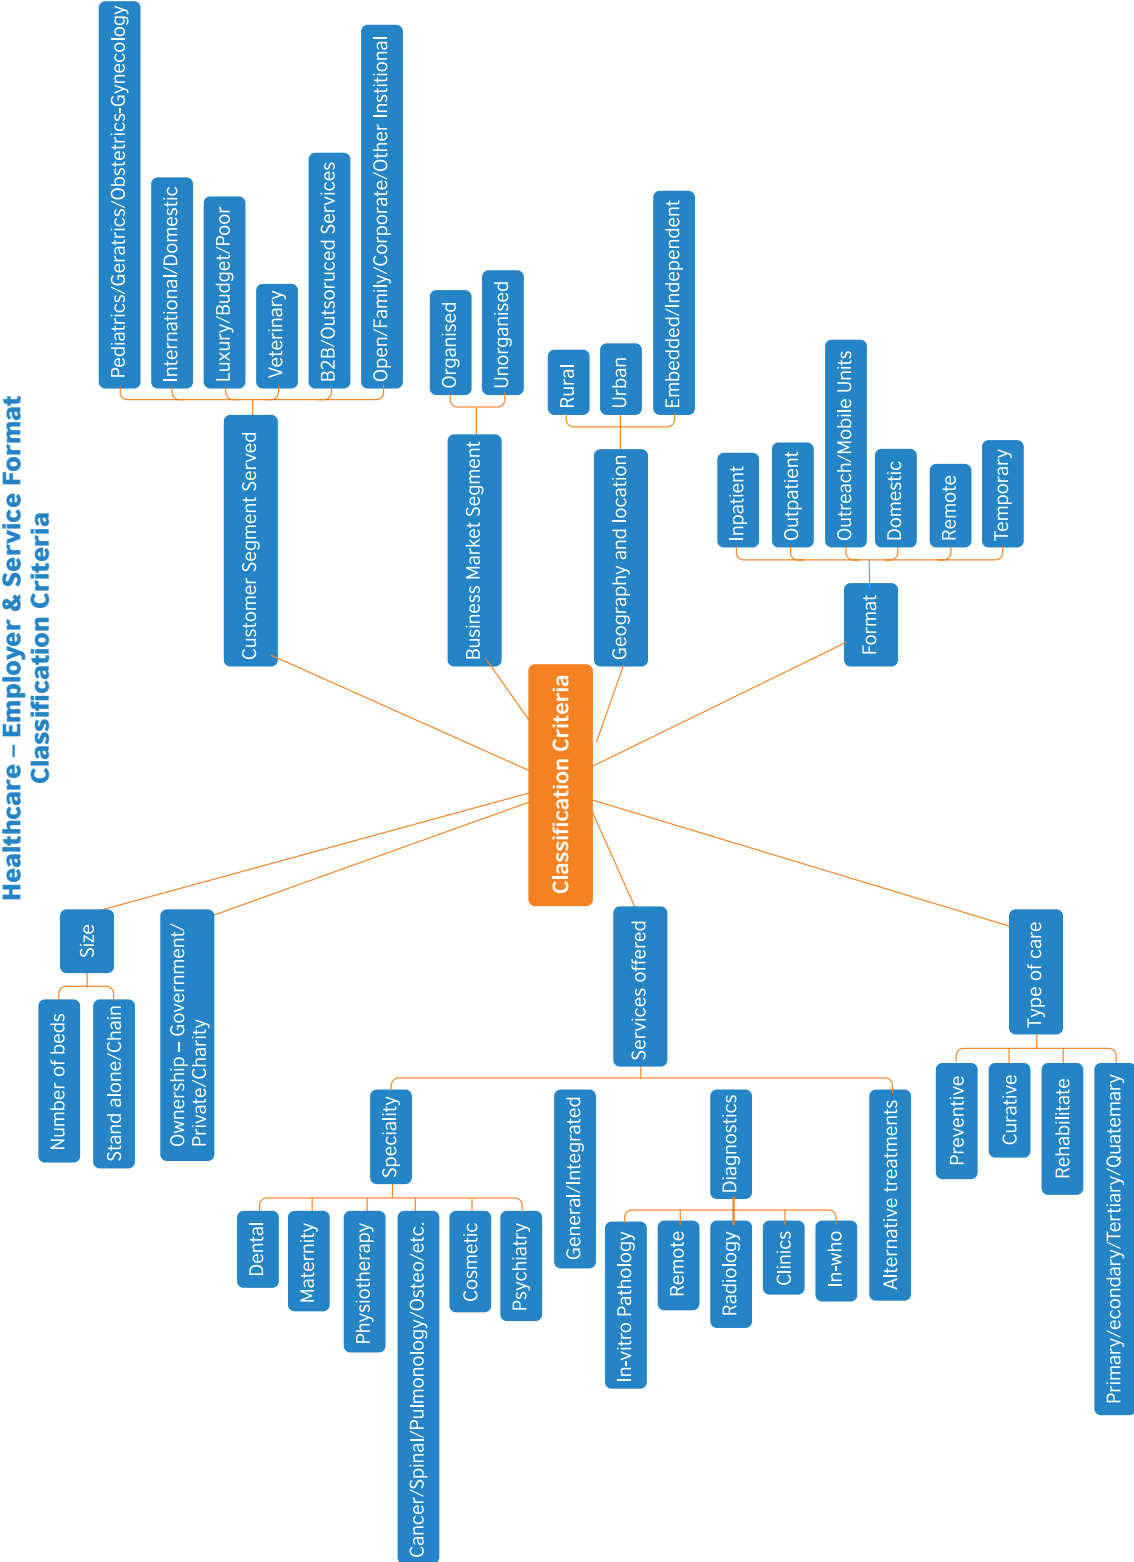 Healthcare – Employer & Service Format
Classification Criteria
Size
Number of beds
Stand alone/Chain
Ownership – Government/
Private/Charity
Customer Segment Served
Pediatrics/Geratrics/Obstetrics-Gynecology
International/Domestic
Luxury/Budget/Poor
Veterinary
B2B/Outsoruced Services
Open/Family/Corporate/Other Institional
Business Market Segment
Organised
Unorganised
Classification Criteria
Geography and location
Rural
Urban
Embedded/Independent
Services offered
Speciality
Dental
Maternity
Physiotherapy
Cancer/Spinal/Pulmonology/Osteo/etc.
Cosmetic
Psychiatry
General/Integrated
Diagnostics
In-vitro Pathology
Remote
Radiology
Clinics
In-who
Alternative treatments
Format
Inpatient
Outpatient
Outreach/Mobile Units
Domestic
Remote
Temporary
Type of care
Preventive
Curative
Rehabilitate
Primary/econdary/Tertiary/Quatemary